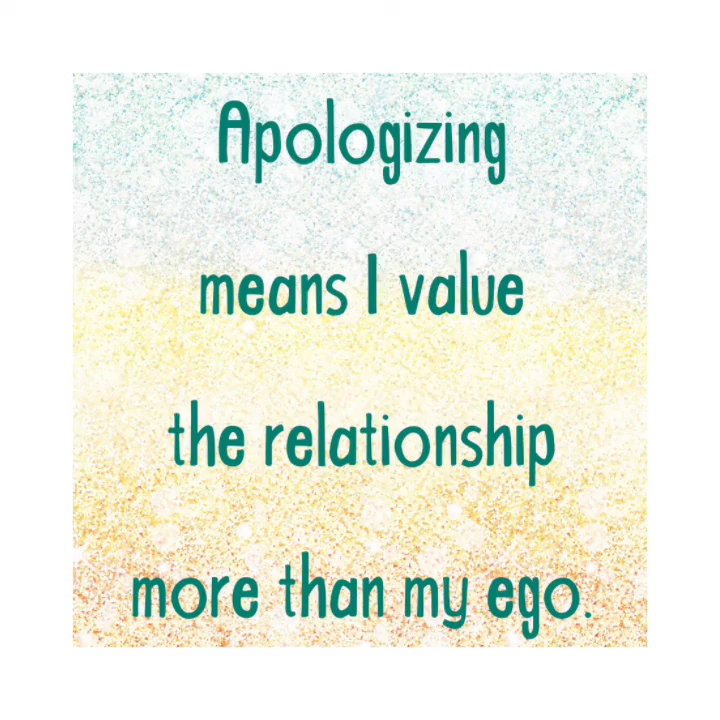 Apologizing
means I value
the relationship
more than my ego.